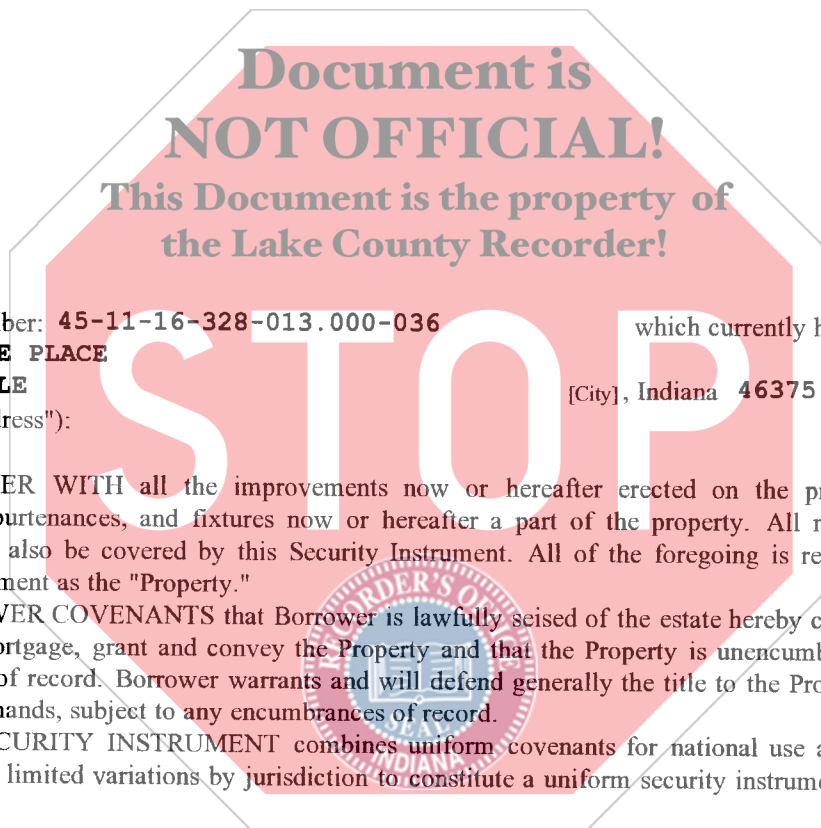 Document is
NOT OFFICIAL!
This Document is the property of
the Lake County Recorder!
ber: 45-11-16-328-013.000-036 which currently h
E PLACE
LE [City], Indiana 46375
ress"):
STOP
ER WITH all the improvements now or hereafter erected on the pr
ourtenances, and fixtures now or hereafter a part of the property. All r
also be covered by this Security Instrument. All of the foregoing is re
ment as the "Property."
VER COVENANTS that Borrower is lawfully seised of the estate hereby c
ortgage, grant and convey the Property and that the Property is unencumb
of record. Borrower warrants and will defend generally the title to the Pro
nands, subject to any encumbrances of record.
CURITY INSTRUMENT combines uniform covenants for national use a
limited variations by jurisdiction to constitute a uniform security instrume
RECORDER'S OFFICE
SEAL
INDIANA